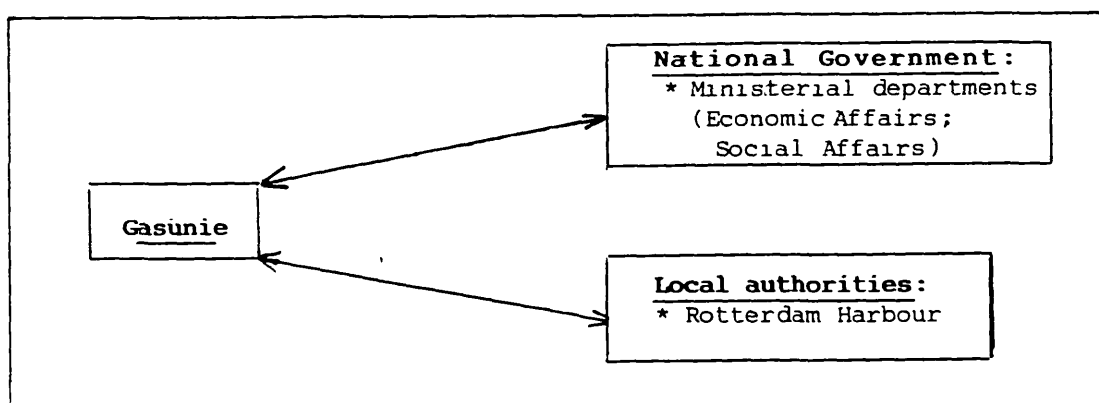 National Government:
* Ministerial departments
(Economic Affairs;
Social Affairs)
Gasunie
Local authorities:
* Rotterdam Harbour